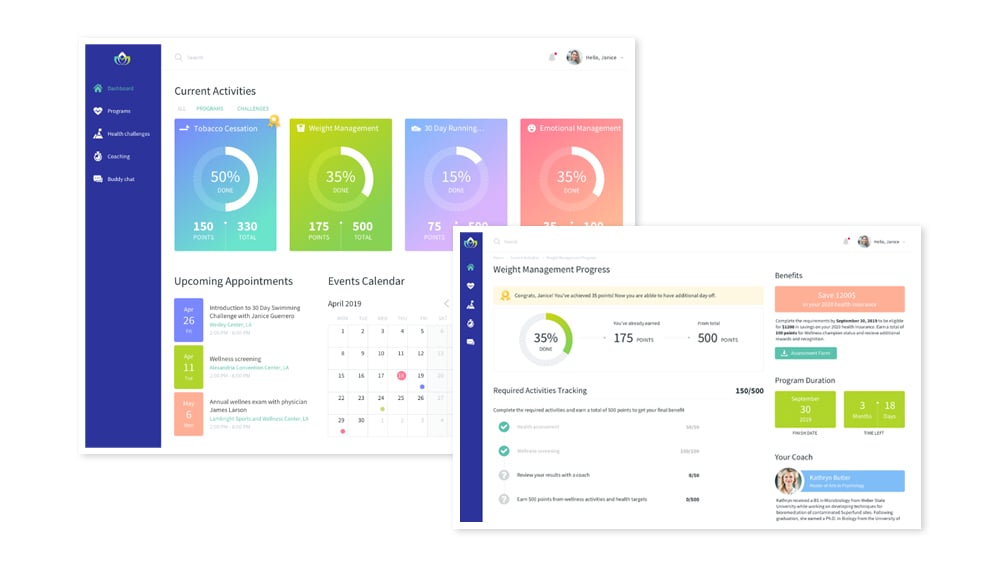 Search
Hello, Janice
Dashboard
Programs
Health challenges
Coaching
Buddy chat
Current Activities
ALL PROGRAMS CHALLENGES
Tobacco Cessation
50%
DONE
150 330
POINTS TOTAL
Weight Management
35%
DONE
175 500
POINTS TOTAL
30 Day Running...
15%
DONE
75
POINTS
Emotional Management
35%
DONE
Upcoming Appointments
Apr
26
Fri
Introduction to 30 Day Swimming
Challenge with Janice Guerrero
Wesley Center, LA
2:00 PM - 6:00 PM
Apr
11
Tue
Wellness screening
Alexandria Convention Center, LA
2:00 PM - 6:00 PM
May
6
Mon
Annual wellnes exam with physician
James Larson
Lambright Sports and Wellness Center, LA
2:00 PM - 6:00 PM
Events Calendar
April 2019
MON TUE WED THU FRI
1 2 3 4 5 6
8 9 10 11 12 13
15 16 17 18 19 20
22 23 24 25 26
29 30 1 2 3 4
Search
Hello, Janice
Home Current Activities Weight Management Progress
Weight Management Progress
Congrats, Janice! You've achieved 35 points! Now you are able to have additional day off.
35%
DONE
You've already earned
175 POINTS
From total
500 POINTS
Required Activities Tracking 150/500
Complete the required activities and earn a total of 500 points to get your final benefit
Health assessment 50/50
Wellness screening 100/100
Review your results with a coach 0/50
Earn 500 points from wellness activities and health targets 0/500
Benefits
Save 1200$
in your 2020 health insurance
Complete the requirements by September 30, 2019 to be eligible
for $1200 in savings on your 2020 health insurance. Earn a total of
500 points for Wellness champion status and recieve additional
rewards and recognition.
Assessment Form
Program Duration
September
30
2019
FINISH DATE
3 18
Months Days
TIME LEFT
Your Coach
Kathryn Butler
Master of Arts in Psychology
Kathryn received a BS in Microbiology from Weber State
University while working on developing techniques for
bioremediation of contaminated Superfund sites. Following
graduation, she earned a Ph.D. in Biology from the University of